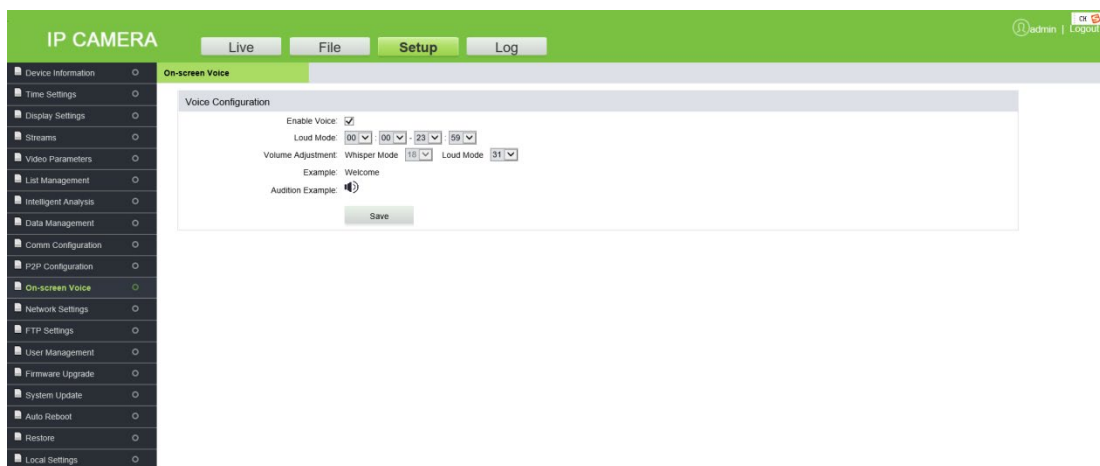 CH
IP CAMERA
Live
File
Setup
Log
admin | Logout
Device Information
Time Settings
Display Settings
Streams
Video Parameters
List Management
Intelligent Analysis
Data Management
Comm Configuration
P2P Configuration
On-screen Voice
Network Settings
FTP Settings
User Management
Firmware Upgrade
System Update
Auto Reboot
Restore
Local Settings
On-screen Voice
Voice Configuration
Enable Voice:
Loud Mode: 00 : 00 - 23 : 59
Volume Adjustment: Whisper Mode 16 Loud Mode 31
Example: Welcome
Audition Example:
Save